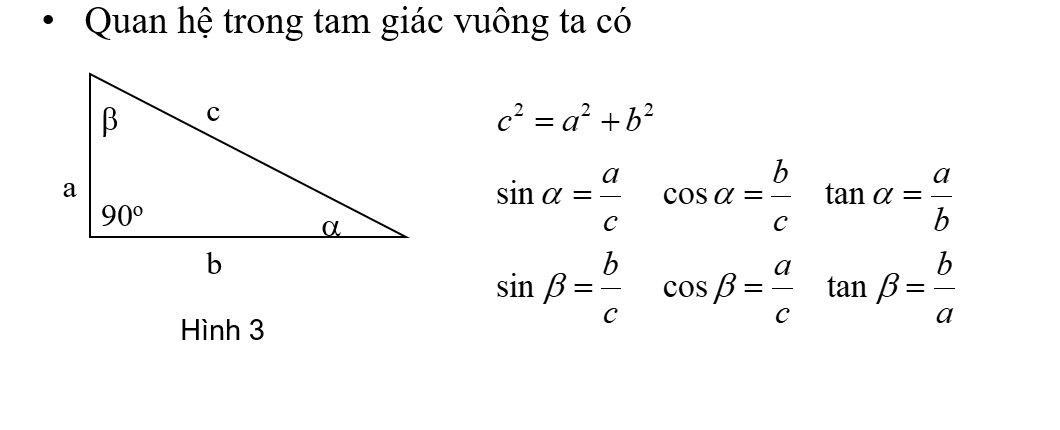 • Quan hệ trong tam giác vuông ta có
β
c
a
90º
α
b
Hình 3
c² = a² + b²
sin α = a/c cos α = b/c tan α = a/b
sin β = b/c cos β = a/c tan β = b/a